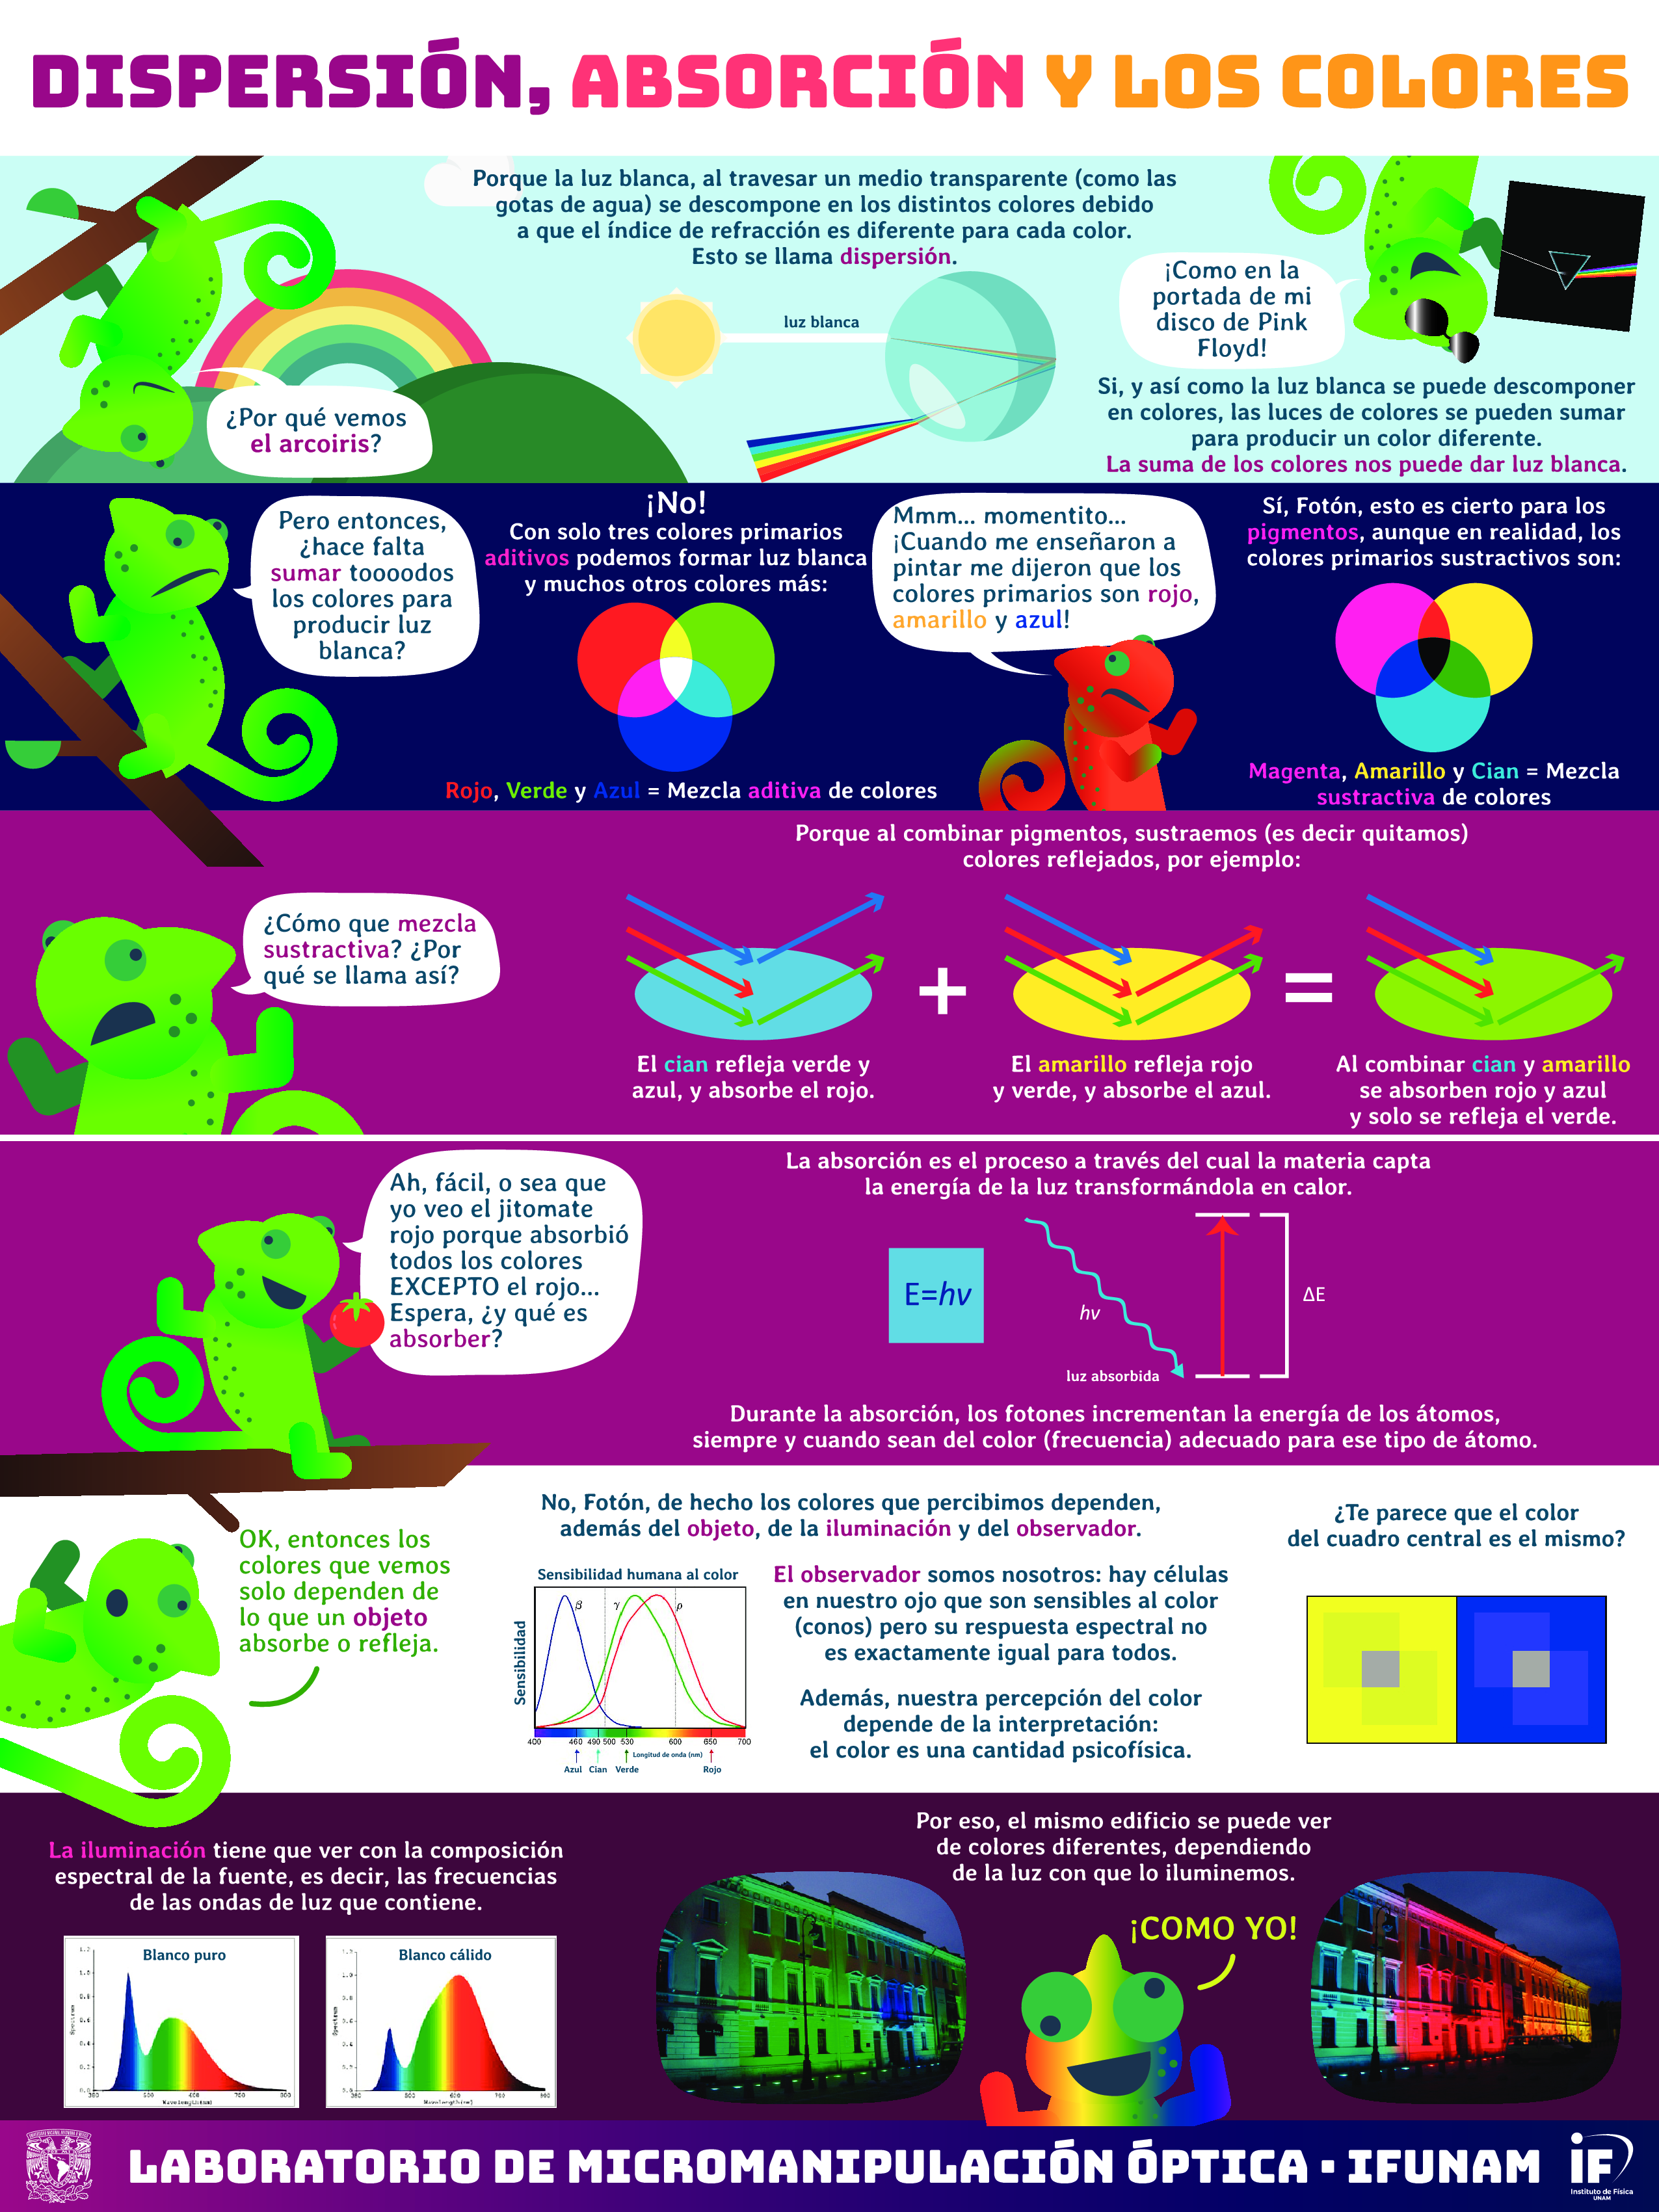 DISPERSIÓN, ABSORCIÓN Y LOS COLORES
Porque la luz blanca, al travesar un medio transparente (como las
gotas de agua) se descompone en los distintos colores debido
a que el índice de refracción es diferente para cada color.
Esto se llama dispersión.
luz blanca
¿Por qué vemos
el arcoiris?
¡Como en la
portada de mi
disco de Pink
Floyd!
Si, y así como la luz blanca se puede descomponer
en colores, las luces de colores se pueden sumar
para producir un color diferente.
La suma de los colores nos puede dar luz blanca.
Pero entonces,
¿hace falta
sumar toooodos
los colores para
producir luz
blanca?
¡No!
Con solo tres colores primarios
aditivos podemos formar luz blanca
y muchos otros colores más:
Rojo, Verde y Azul = Mezcla aditiva de colores
Mmm... momentito...
¡Cuando me enseñaron a
pintar me dijeron que los
colores primarios son rojo,
amarillo y azul!
Sí, Fotón, esto es cierto para los
pigmentos, aunque en realidad, los
colores primarios sustractivos son:
Magenta, Amarillo y Cian = Mezcla
sustractiva de colores
¿Cómo que mezcla
sustractiva? ¿Por
qué se llama así?
Porque al combinar pigmentos, sustraemos (es decir quitamos)
colores reflejados, por ejemplo:
+
=
El cian refleja verde y
azul, y absorbe el rojo.
El amarillo refleja rojo
y verde, y absorbe el azul.
Al combinar cian y amarillo
se absorben rojo y azul
y solo se refleja el verde.
Ah, fácil, o sea que
yo veo el jitomate
rojo porque absorbió
todos los colores
EXCEPTO el rojo...
Espera, ¿y qué es
absorber?
La absorción es el proceso a través del cual la materia capta
la energía de la luz transformándola en calor.
E=hν
hν
luz absorbida
ΔE
Durante la absorción, los fotones incrementan la energía de los átomos,
siempre y cuando sean del color (frecuencia) adecuado para ese tipo de átomo.
OK, entonces los
colores que vemos
solo dependen de
lo que un objeto
absorbe o refleja.
No, Fotón, de hecho los colores que percibimos dependen,
además del objeto, de la iluminación y del observador.
Sensibilidad humana al color
Sensibilidad
β γ ρ
400 460 490 500 530 600 650 700
Longitud de onda (nm)
Azul Cian Verde Rojo
El observador somos nosotros: hay células
en nuestro ojo que son sensibles al color
(conos) pero su respuesta espectral no
es exactamente igual para todos.
Además, nuestra percepción del color
depende de la interpretación:
el color es una cantidad psicofísica.
¿Te parece que el color
del cuadro central es el mismo?
La iluminación tiene que ver con la composición
espectral de la fuente, es decir, las frecuencias
de las ondas de luz que contiene.
Blanco puro
Blanco cálido
Por eso, el mismo edificio se puede ver
de colores diferentes, dependiendo
de la luz con que lo iluminemos.
¡COMO YO!
LABORATORIO DE MICROMANIPULACIÓN ÓPTICA · IFUNAM
iF
Instituto de Física
UNAM